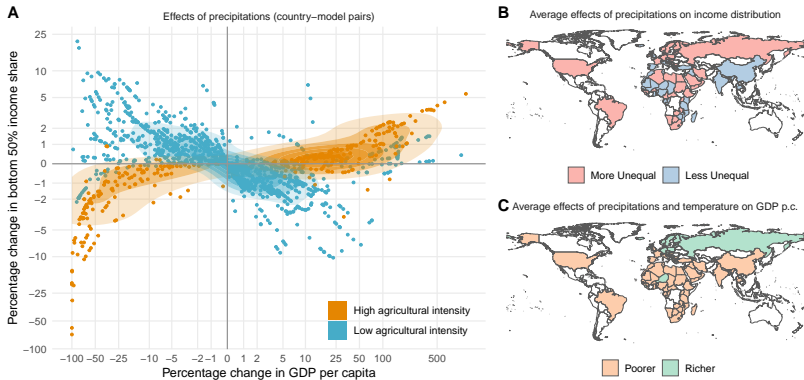 A
Effects of precipitations (country−model pairs)
Percentage change in bottom 50% income share
25
10
5
2
1
0
−1
−2
−5
−10
−25
−50
−100
High agricultural intensity
Low agricultural intensity
−100 −50 −25 −10 −5 −2 −1 0 1 2 5 10 25 50 100 500
Percentage change in GDP per capita
B
Average effects of precipitations on income distribution
More Unequal Less Unequal
C
Average effects of precipitations and temperature on GDP p.c.
Poorer Richer